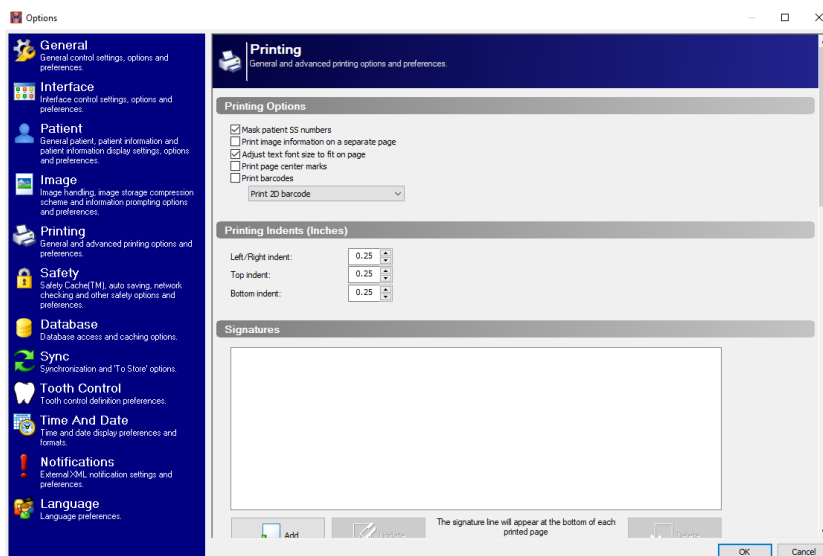 Options
General
General control settings, options and
preferences.
Interface
Interface control settings, options and
preferences.
Patient
General patient, patient information and
patient information display settings, options
and preferences.
Image
Image handling, image storage compression
scheme and information prompting options
and preferences.
Printing
General and advanced printing options and
preferences.
Safety
Safety Cache(TM), auto saving, network
checking and other safety options and
preferences.
Database
Database access and caching options.
Sync
Synchronization and 'To Store' options.
Tooth Control
Tooth control definition preferences.
Time And Date
Time and date display preferences and
formats.
Notifications
External XML notification settings and
preferences.
Language
Language preferences.
Printing
General and advanced printing options and preferences.
Printing Options
Mask patient SS numbers
Print image information on a separate page
Adjust text font size to fit on page
Print page center marks
Print barcodes
Print 2D barcode
Printing Indents (Inches)
Left/Right indent: 0.25
Top indent: 0.25
Bottom indent: 0.25
Signatures
Add
Update
The signature line will appear at the bottom of each
printed page
Delete
OK
Cancel